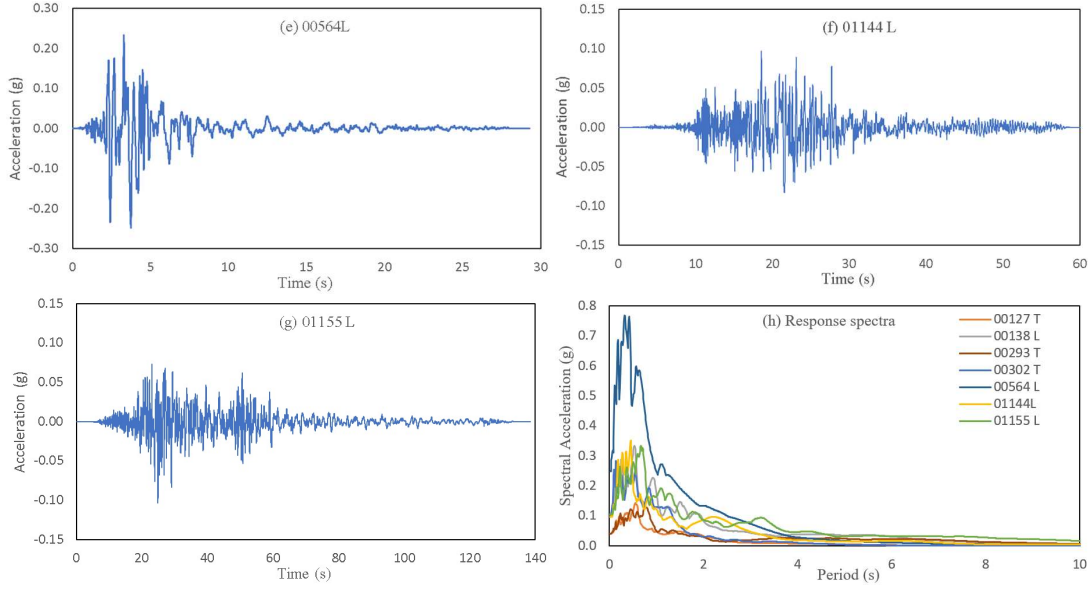 (e) 00564L
0.30
0.20
0.10
0.00
-0.10
-0.20
-0.30
Acceleration (g)
0 5 10 15 20 25 30
Time (s)
(f) 01144 L
0.15
0.10
0.05
0.00
-0.05
-0.10
-0.15
Acceleration (g)
0 10 20 30 40 50 60
Time (s)
(g) 01155 L
0.15
0.10
0.05
0.00
-0.05
-0.10
-0.15
Acceleration (g)
0 20 40 60 80 100 120 140
Time (s)
(h) Response spectra
0.8
0.7
0.6
0.5
0.4
0.3
0.2
0.1
0.0
Spectral Acceleration (g)
00127 T
00138 L
00293 T
00302 T
00564 L
01144L
01155 L
0 2 4 6 8 10
Period (s)